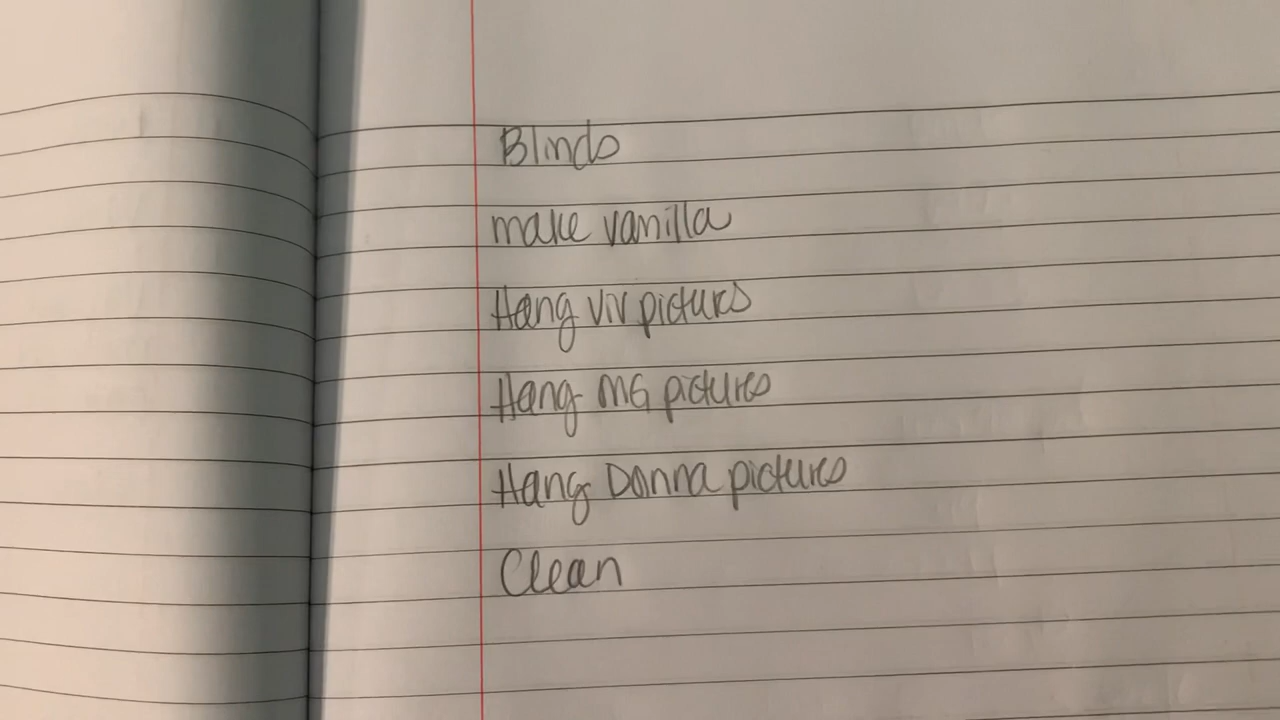 Blinds
make vanilla
Hang Viv pictures
Hang MG pictures
Hang Donna pictures
Clean